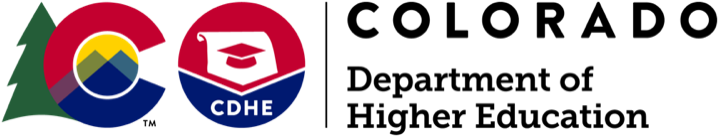 TM
CDHE
COLORADO
Department of
Higher Education